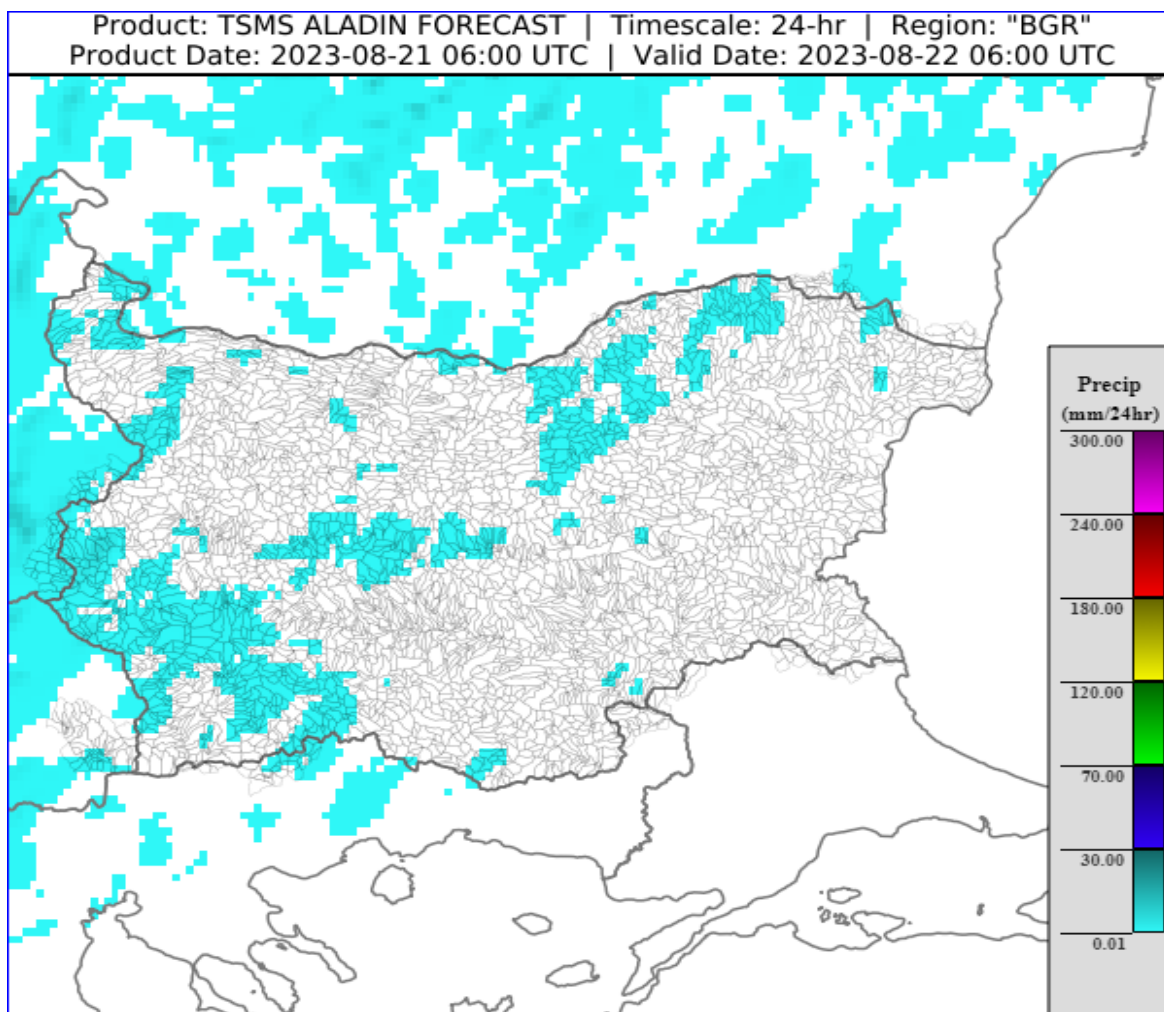 Product: TSMS ALADIN FORECAST | Timescale: 24-hr | Region: "BGR"
Product Date: 2023-08-21 06:00 UTC | Valid Date: 2023-08-22 06:00 UTC
Precip
(mm/24hr)
300.00
240.00
180.00
120.00
70.00
30.00
0.01